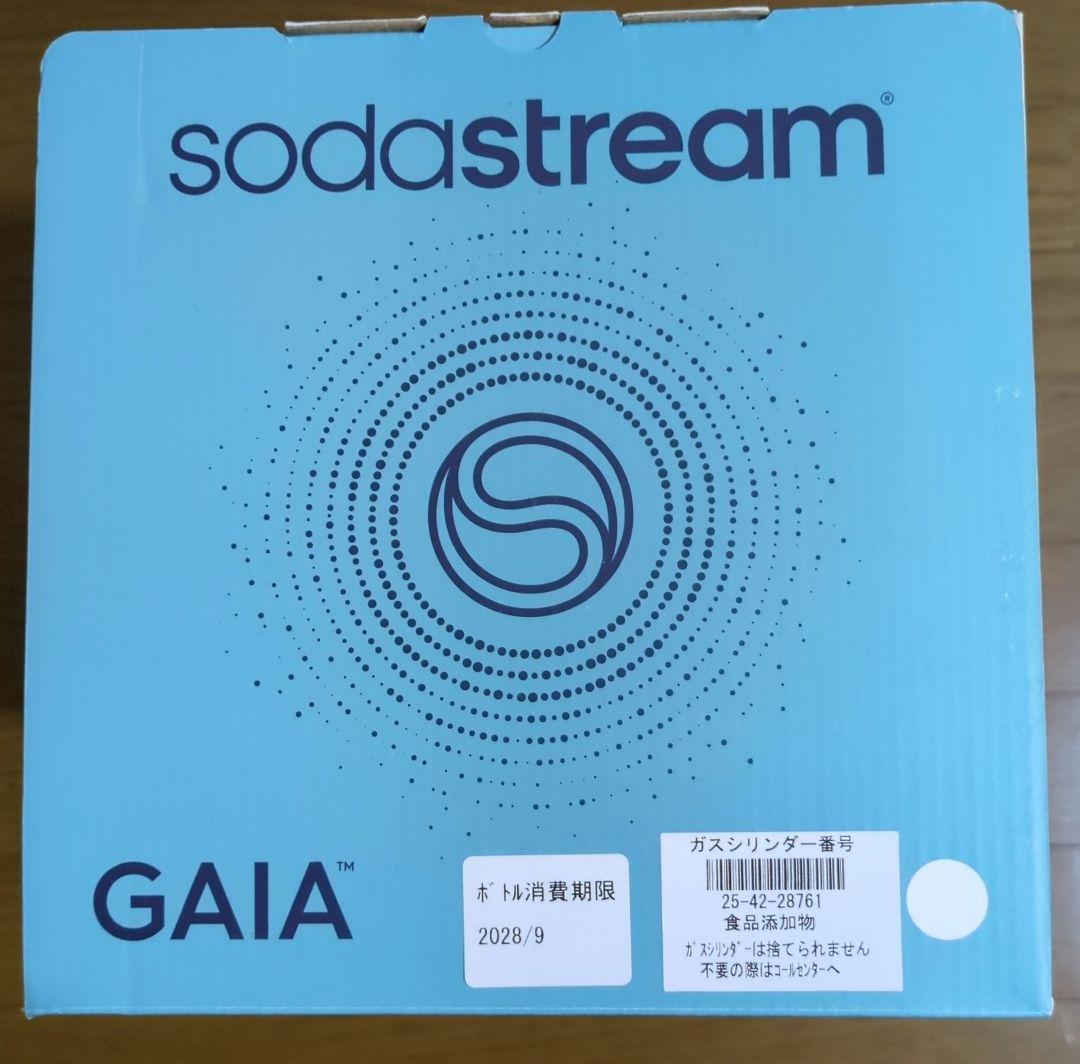 sodastream®
GAIA™
ﾎﾞﾄﾙ消費期限
2028/9
ガスシリンダー番号
25-42-28761
食品添加物
ｶﾞｽｼﾘﾝﾀﾞｰは捨てられません
不要の際はｺｰﾙｾﾝﾀｰへ